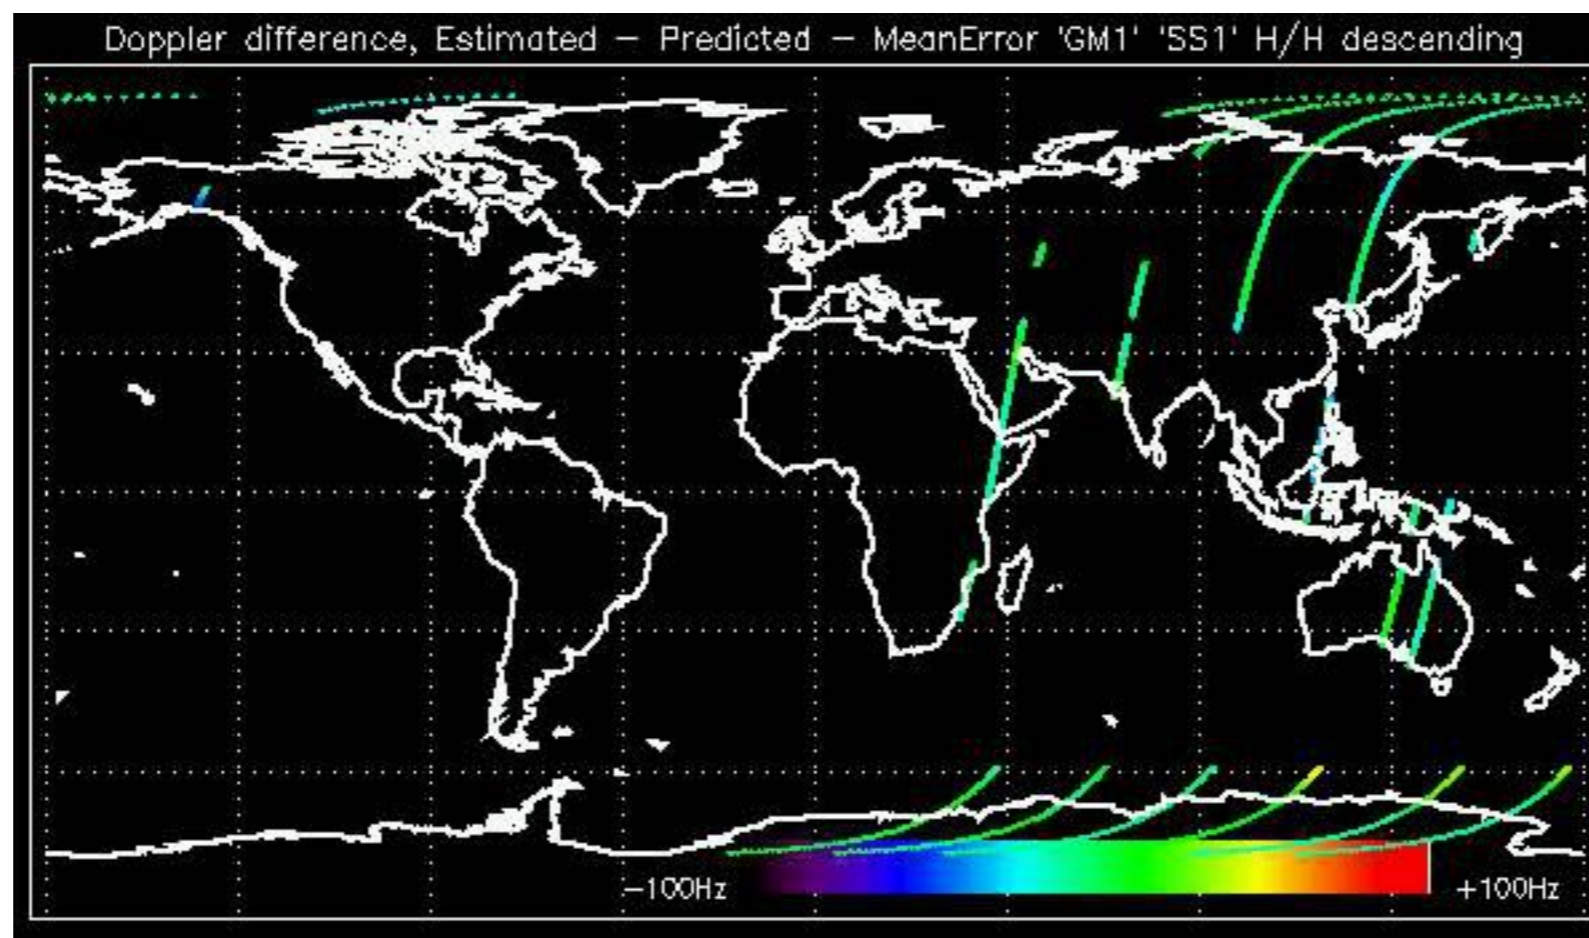 Doppler difference, Estimated – Predicted – MeanError 'GM1' 'SS1' H/H descending
-100Hz
+100Hz